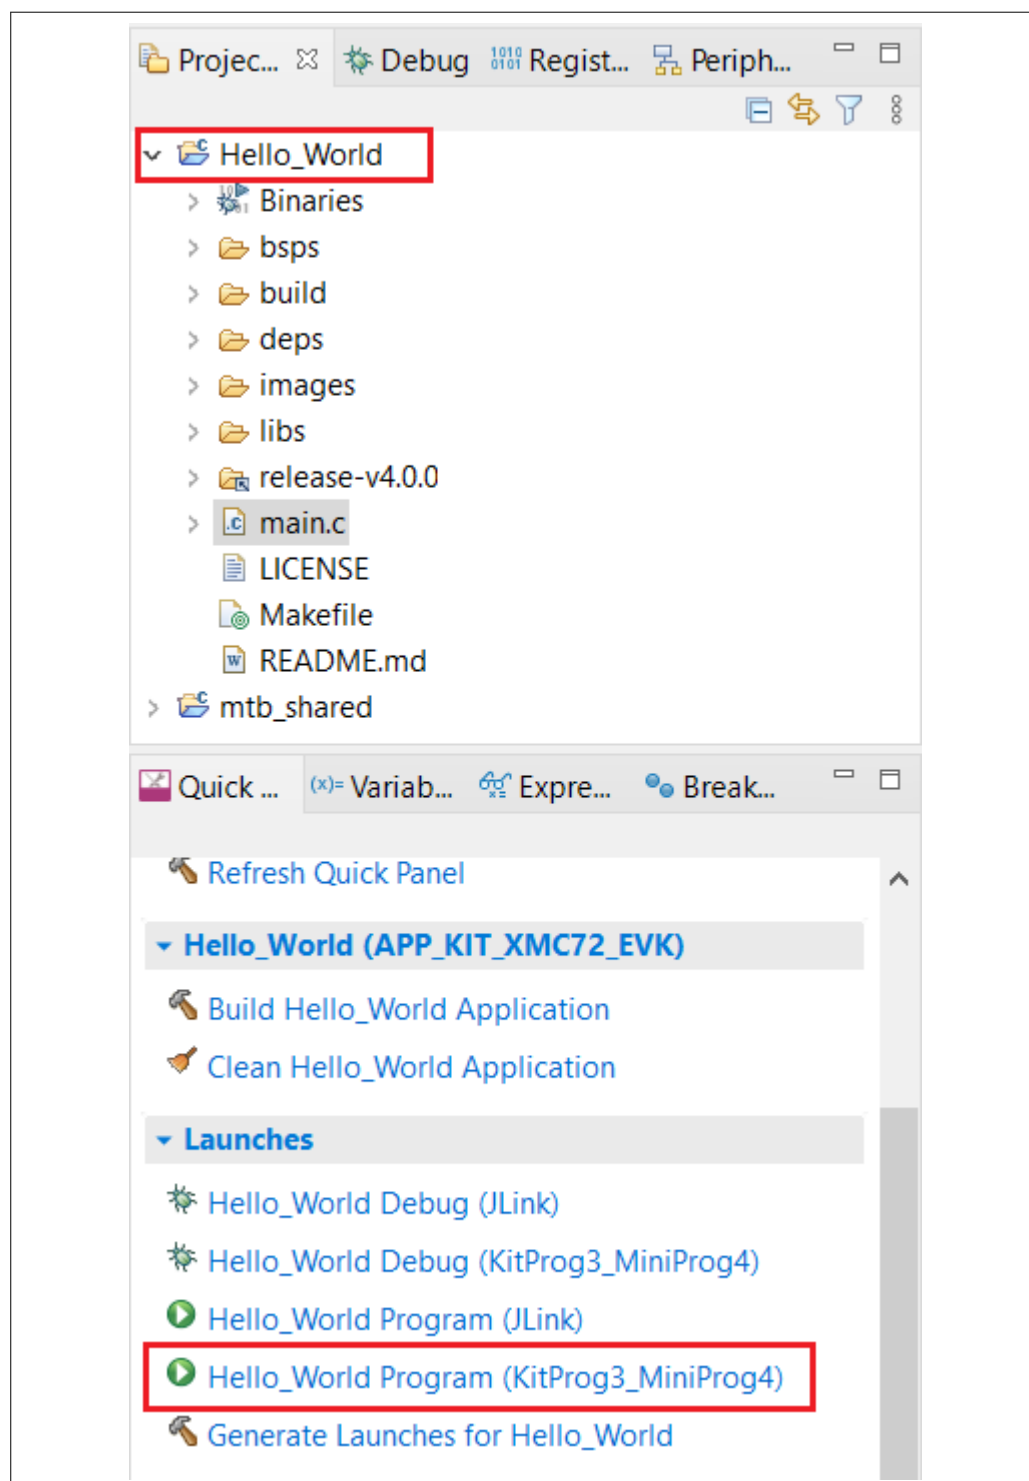 Projec... Debug Regist... Periph...
Hello_World
Binaries
bsps
build
deps
images
libs
release-v4.0.0
main.c
LICENSE
Makefile
README.md
mtb_shared
Quick ... (x)= Variab... Expre... Break...
Refresh Quick Panel
Hello_World (APP_KIT_XMC72_EVK)
Build Hello_World Application
Clean Hello_World Application
Launches
Hello_World Debug (JLink)
Hello_World Debug (KitProg3_MiniProg4)
Hello_World Program (JLink)
Hello_World Program (KitProg3_MiniProg4)
Generate Launches for Hello_World